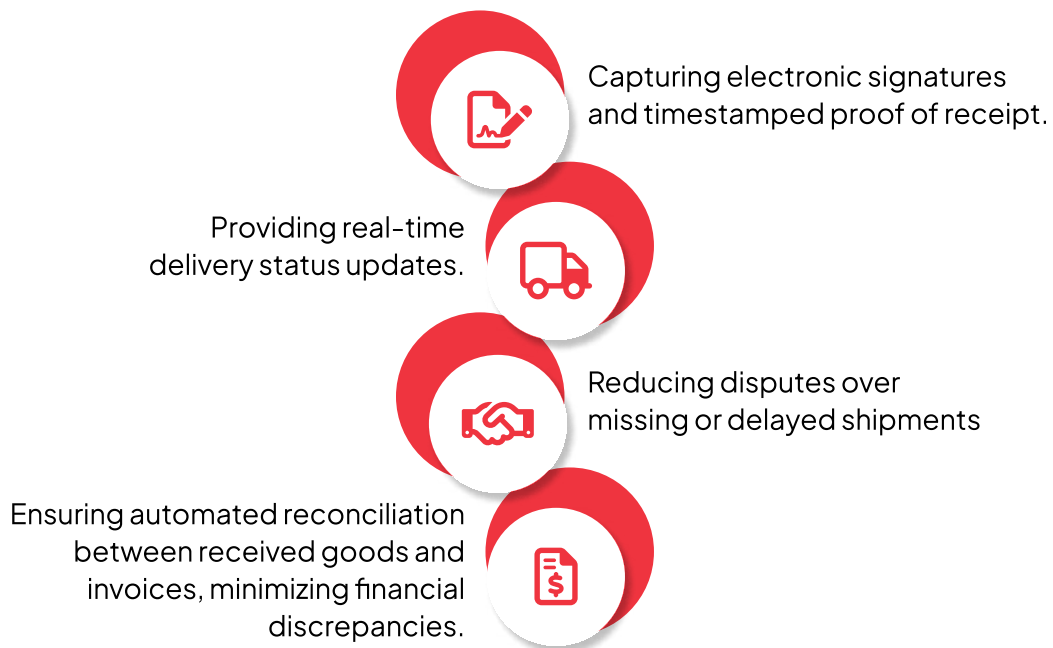 Capturing electronic signatures
and timestamped proof of receipt.
Providing real-time
delivery status updates.
Reducing disputes over
missing or delayed shipments
Ensuring automated reconciliation
between received goods and
invoices, minimizing financial
discrepancies.
$